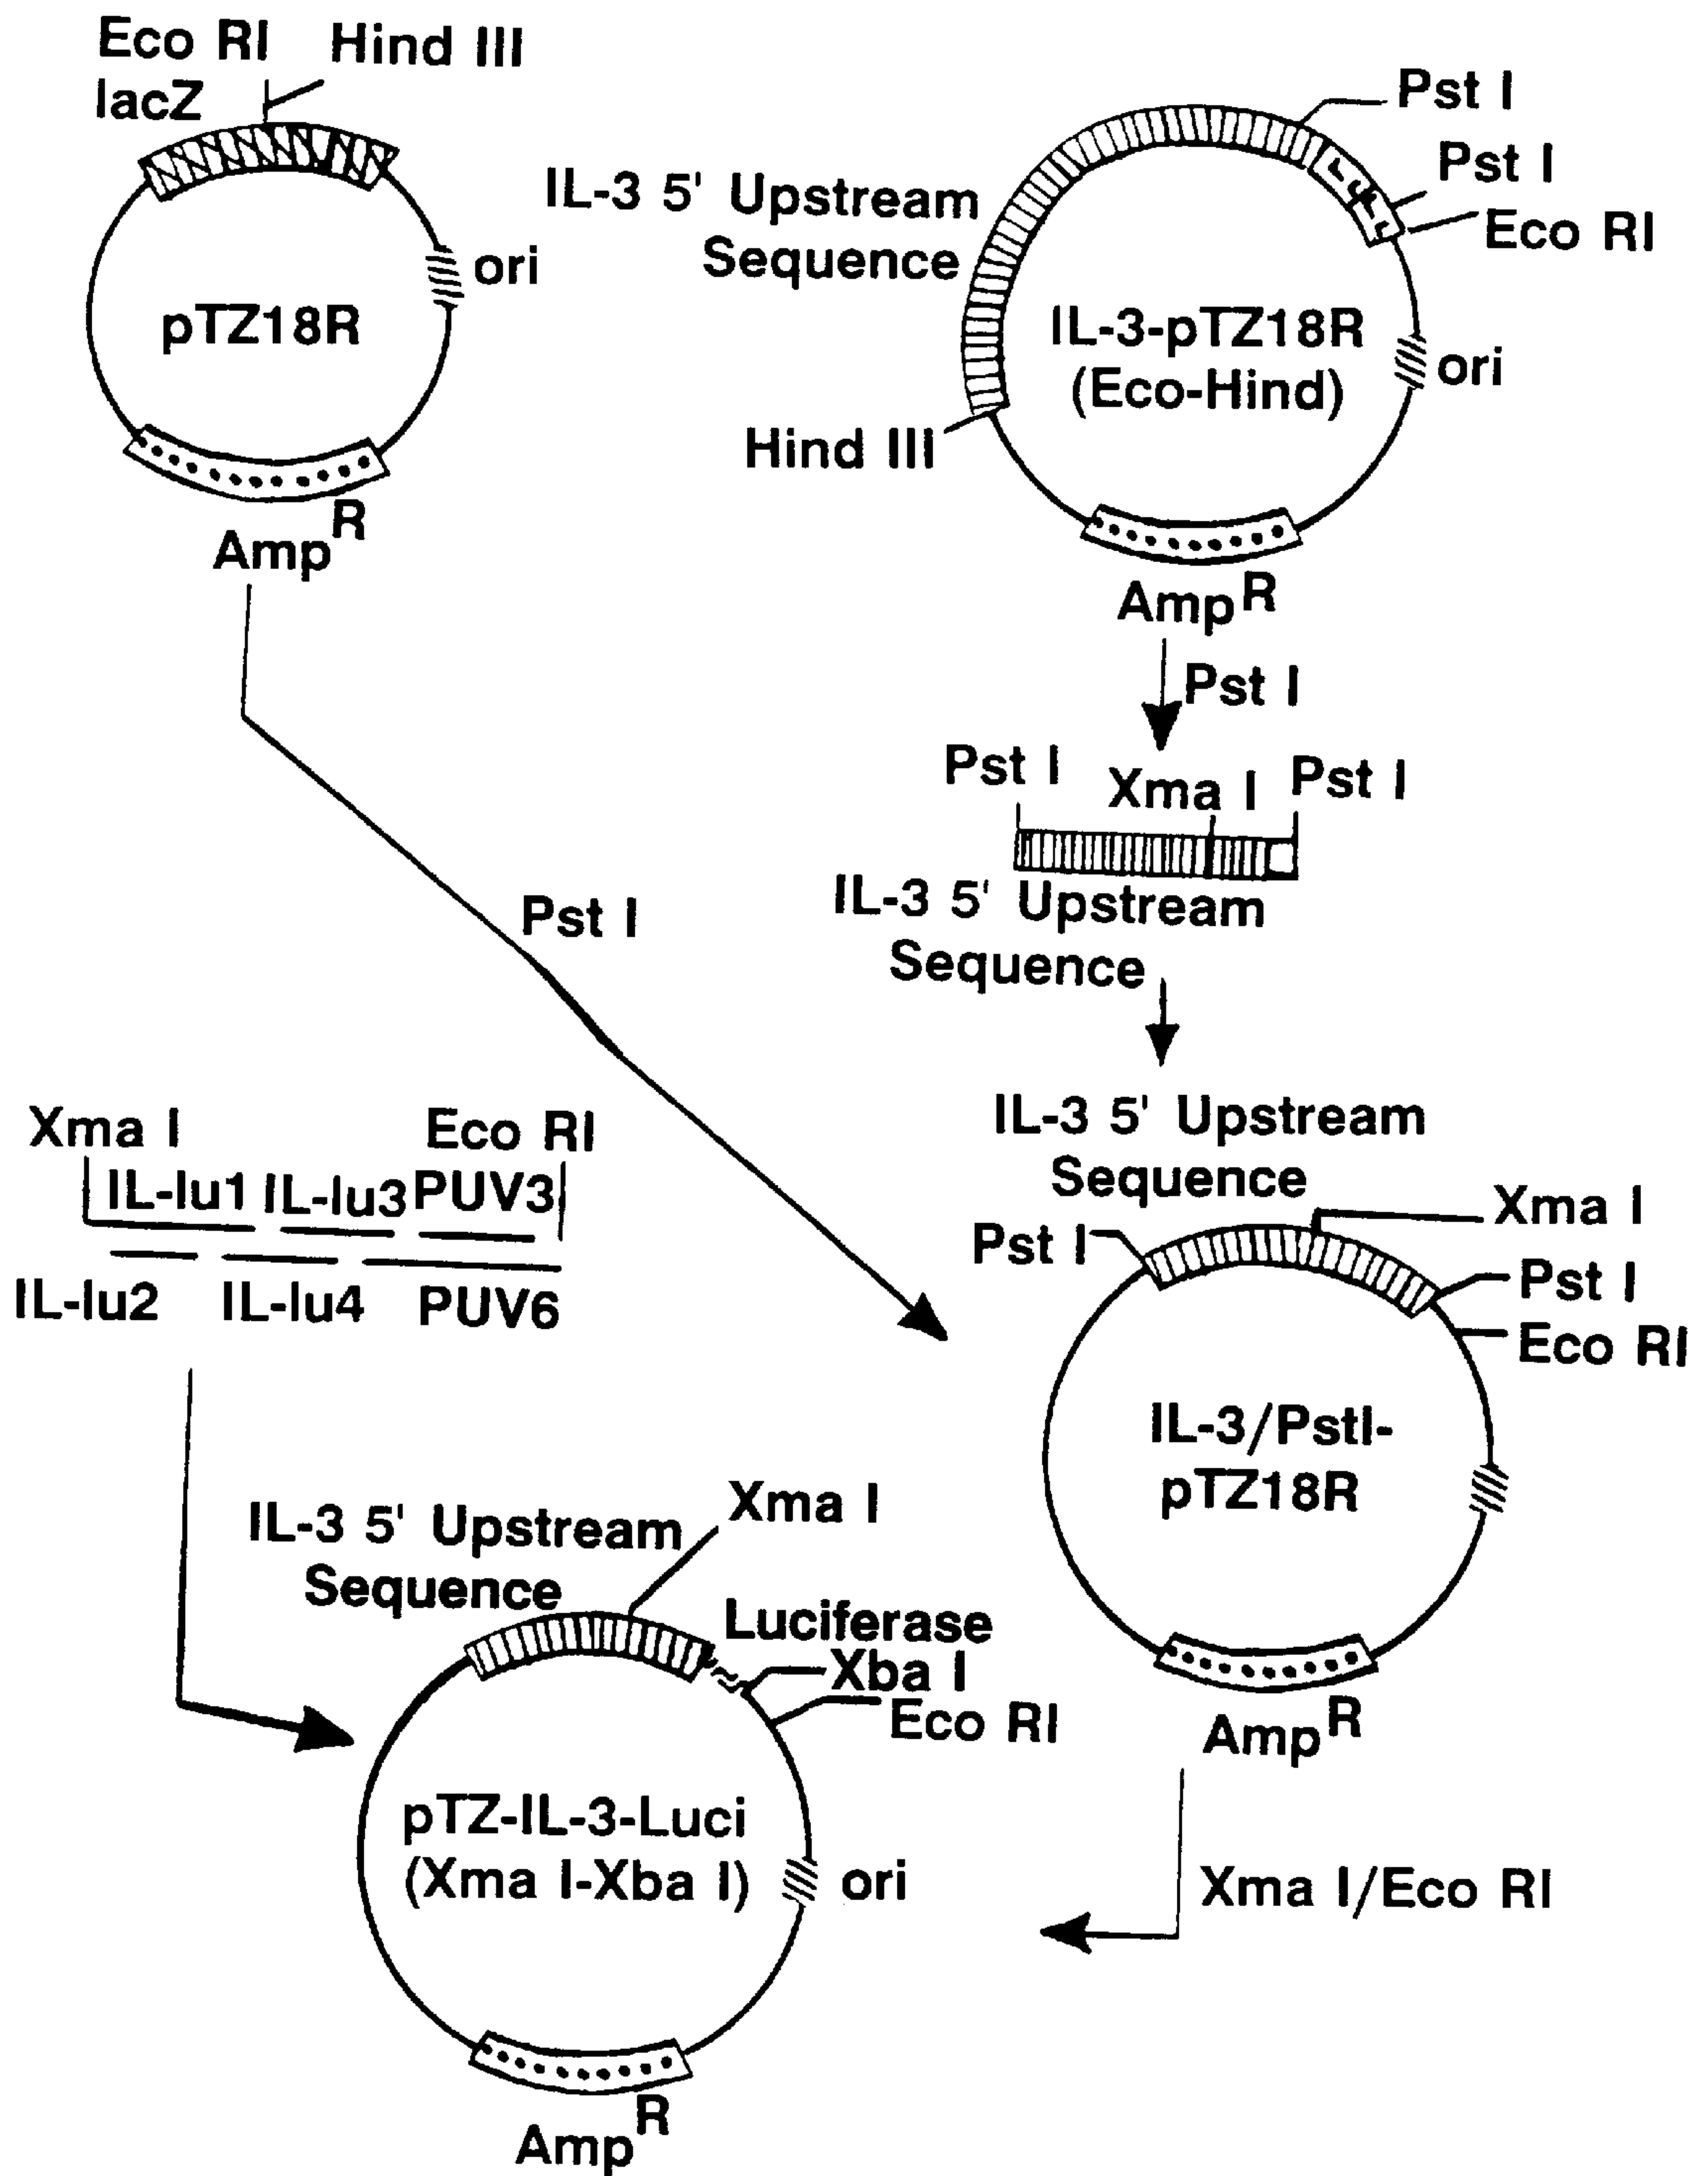 Eco RI
Hind III
lacZ
ori
pTZ18R
Amp R
Pst I
Pst I
Eco RI
IL-3 5' Upstream
Sequence
IL-3-pTZ18R
(Eco-Hind)
ori
Hind III
Amp R
Pst I
Pst I
Xma I
Pst I
IL-3 5' Upstream
Sequence
Pst I
IL-3 5' Upstream
Sequence
Xma I
Pst I
Pst I
Eco RI
IL-3/PstI-
pTZ18R
Amp R
Xma I/Eco RI
Xma I
Eco RI
IL-lu1 IL-lu3 PUV3
IL-lu2 IL-lu4 PUV6
IL-3 5' Upstream
Sequence
Xma I
Luciferase
Xba I
Eco RI
pTZ-IL-3-Luci
(Xma I-Xba I)
ori
Amp R